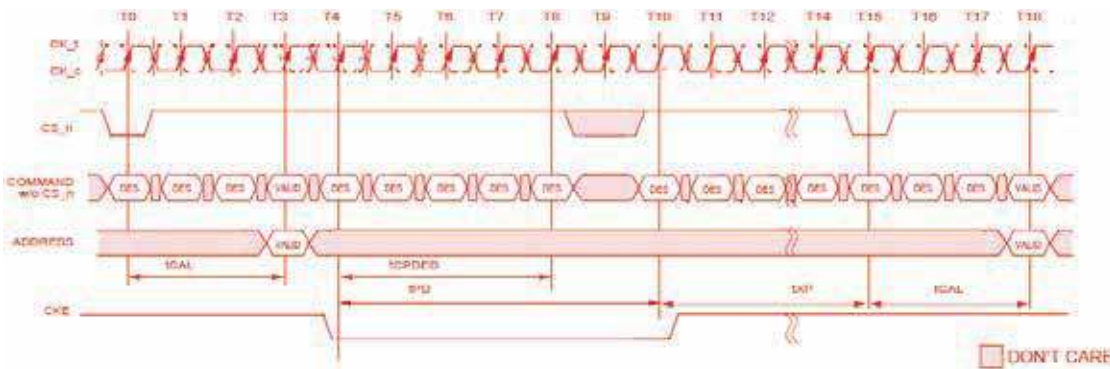 T0 T1 T2 T3 T4 T5 T6 T7 T8 T9 T10 T11 T12 T14 T15 T16 T17 T18
CK_t
CK_c
CS_n
COMMAND
w/o CS_n
DES DES DES VALID DES DES DES DES DES DES DES DES DES DES DES DES VALID
ADDRESS
VALID VALID
tCAL tCPDED
tPD tXP tCAL
CKE
DON'T CARE